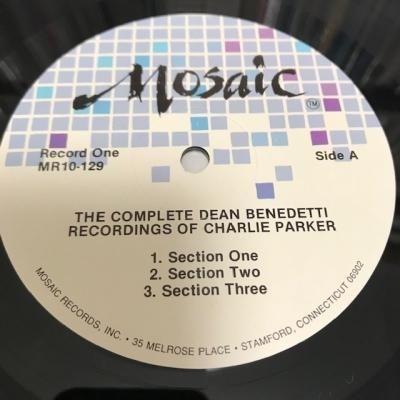 Mosaic
TM
Record One
MR10-129
Side A
THE COMPLETE DEAN BENEDETTI
RECORDINGS OF CHARLIE PARKER
1. Section One
2. Section Two
3. Section Three
MOSAIC RECORDS, INC. • 35 MELROSE PLACE • STAMFORD, CONNECTICUT 06902